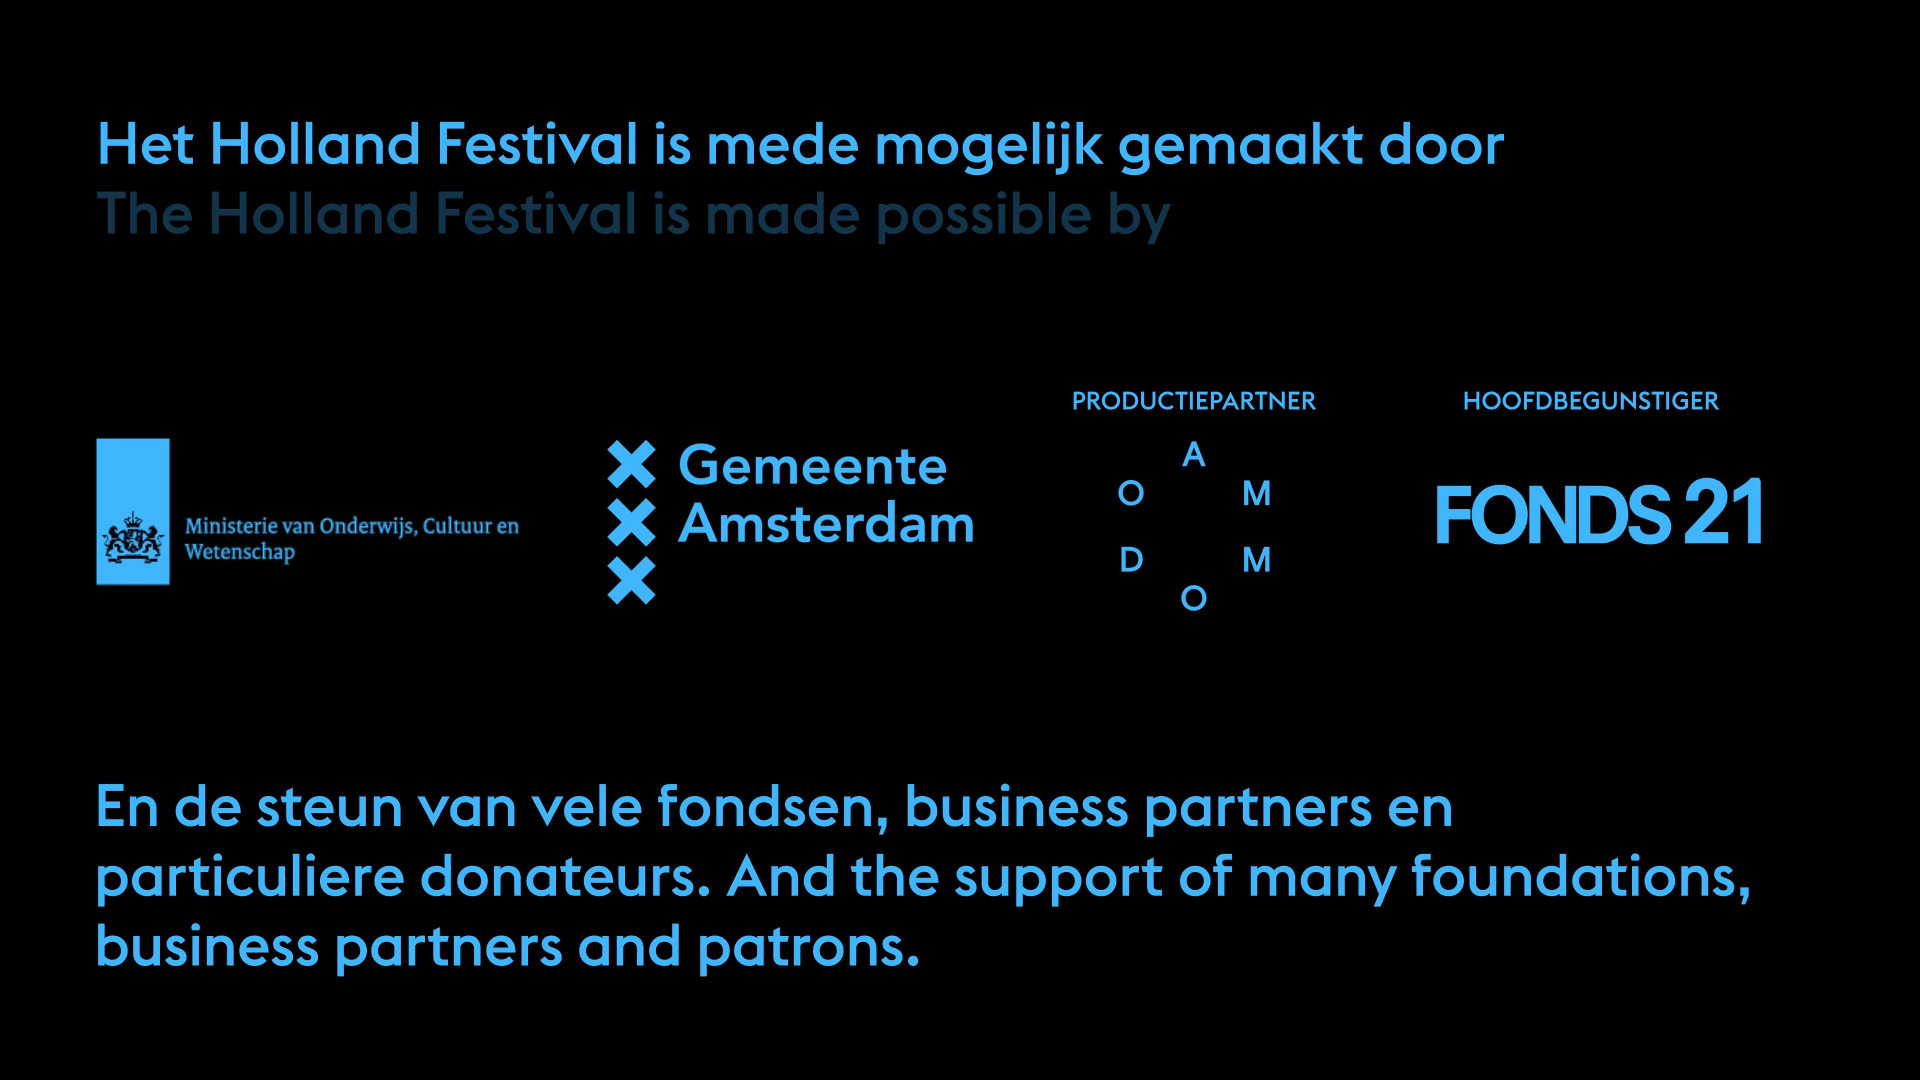 Het Holland Festival is mede mogelijk gemaakt door
The Holland Festival is made possible by
Ministerie van Onderwijs, Cultuur en
Wetenschap
Gemeente
Amsterdam
PRODUCTIEPARTNER
AMMODO
HOOFDBEGUNSTIGER
FONDS 21
En de steun van vele fondsen, business partners en
particuliere donateurs. And the support of many foundations,
business partners and patrons.